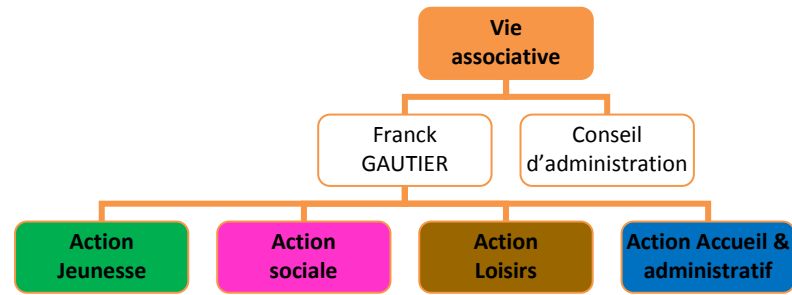 Vie
associative
Franck
GAUTIER
Conseil
d’administration
Action
Jeunesse
Action
sociale
Action
Loisirs
Action Accueil &
administratif